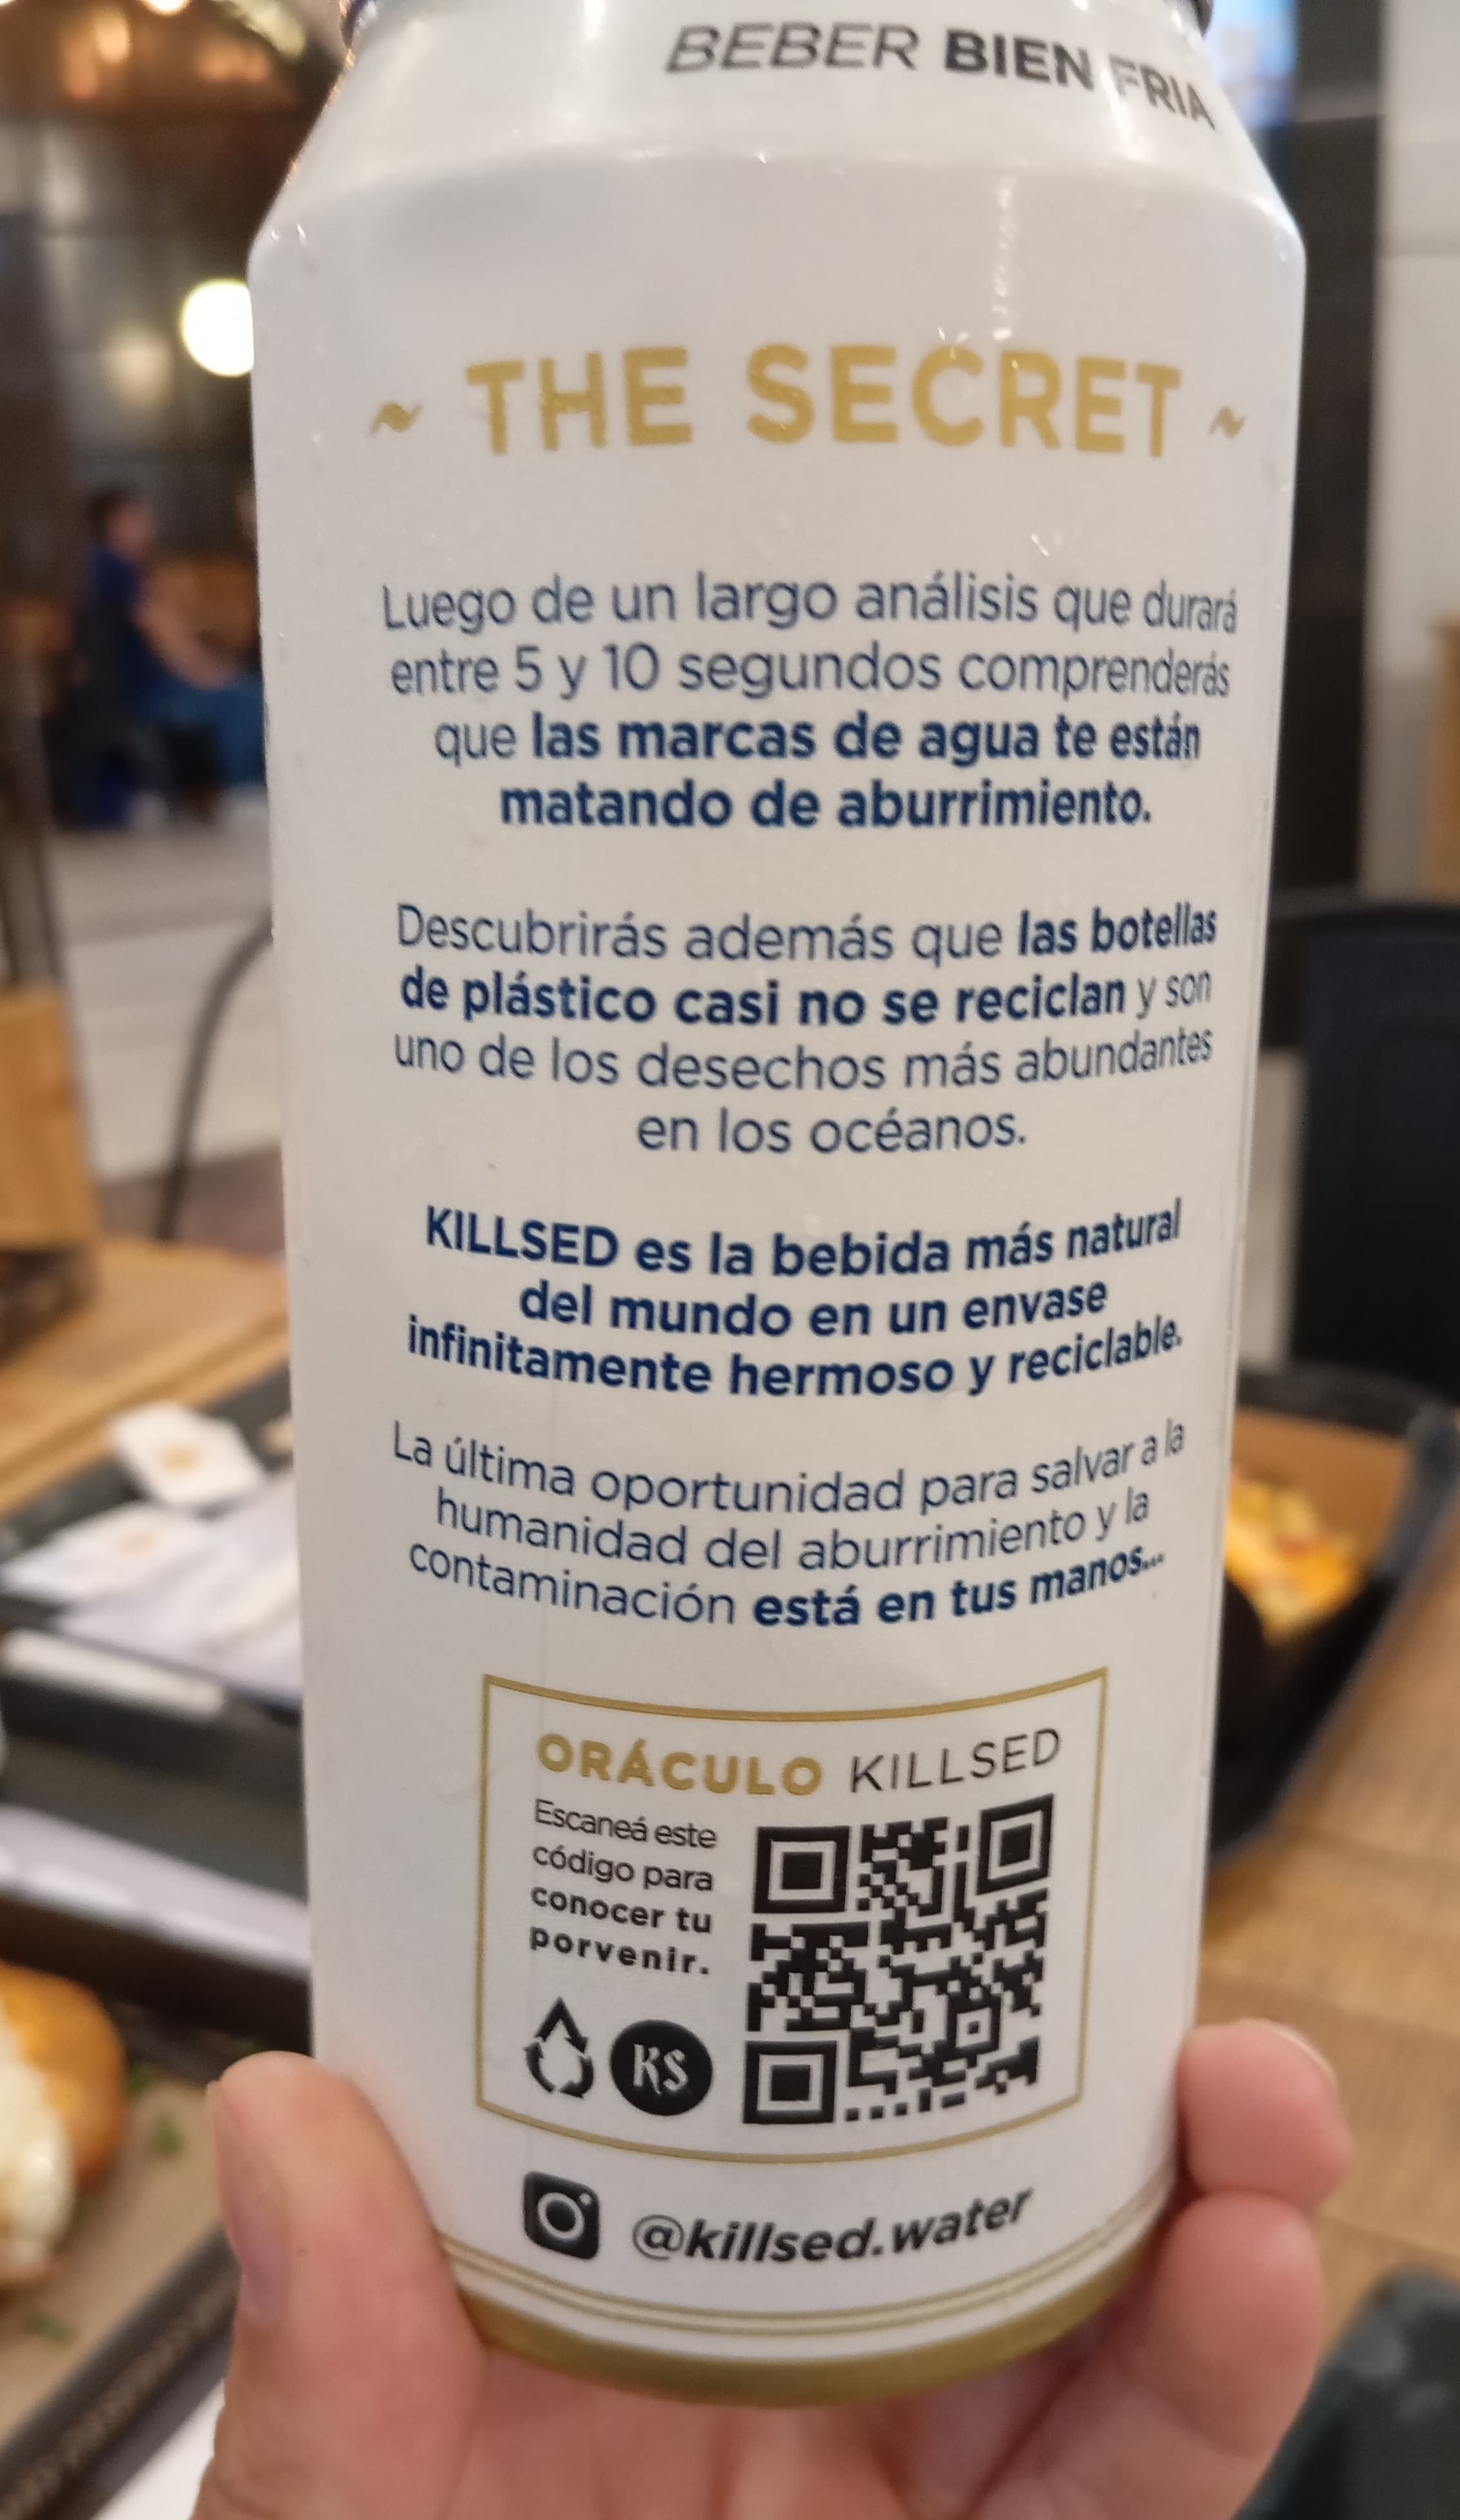 BEBER BIEN FRIA
~ THE SECRET ~
Luego de un largo análisis que durará
entre 5 y 10 segundos comprenderás
que las marcas de agua te están
matando de aburrimiento.
Descubrirás además que las botellas
de plástico casi no se reciclan y son
uno de los desechos más abundantes
en los océanos.
KILLSED es la bebida más natural
del mundo en un envase
infinitamente hermoso y reciclable.
La última oportunidad para salvar a la
humanidad del aburrimiento y la
contaminación está en tus manos...
ORÁCULO KILLSED
Escaneá este
código para
conocer tu
porvenir.
KS
@killsed.water